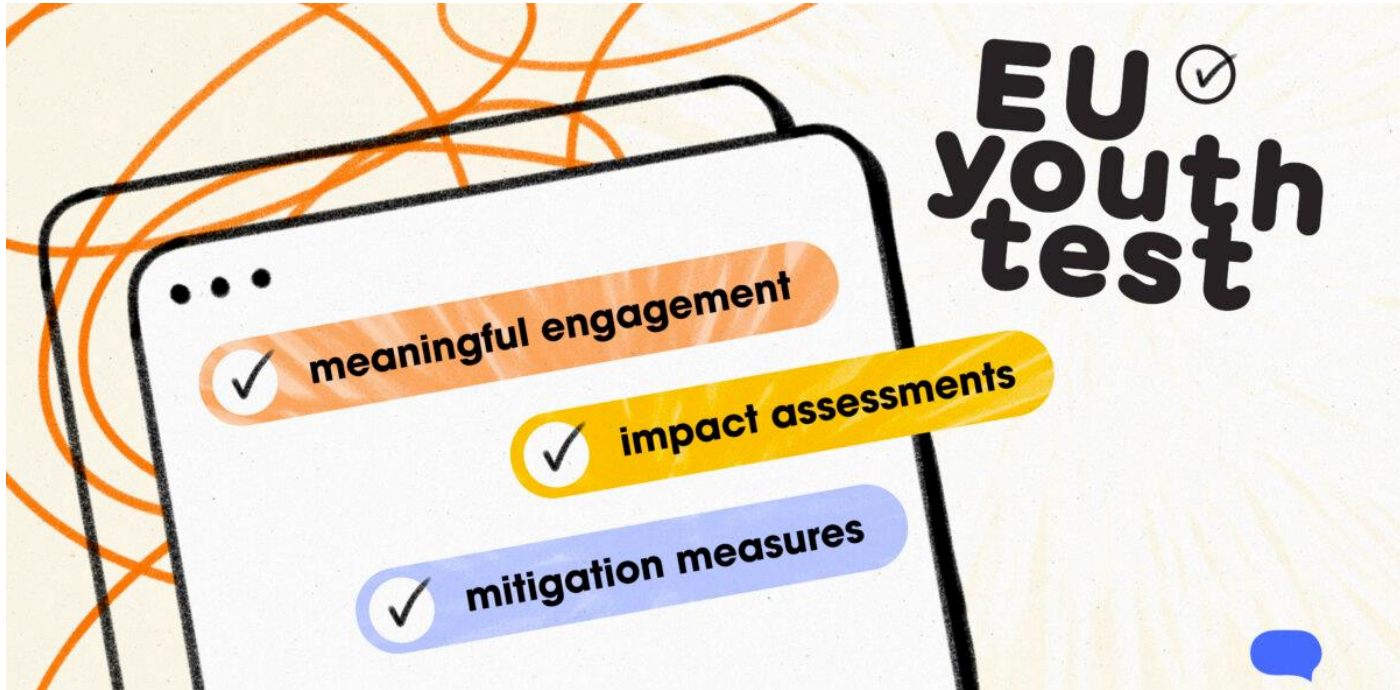 EU
youth
test
meaningful engagement
impact assessments
mitigation measures